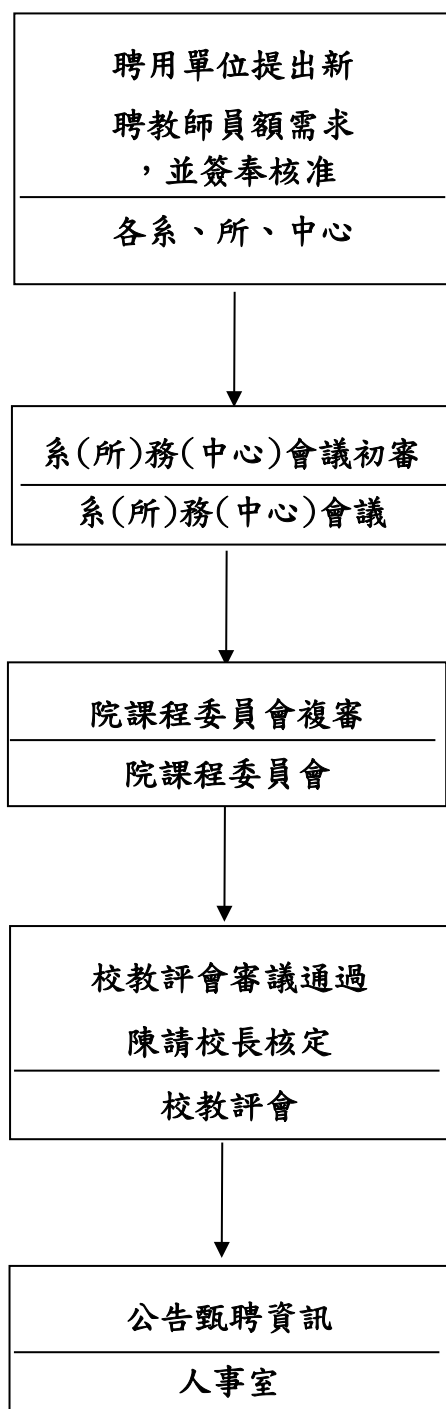 聘用單位提出新
聘教師員額需求
，並簽奉核准
各系、所、中心
系(所)務(中心)會議初審
系(所)務(中心)會議
院課程委員會複審
院課程委員會
校教評會審議通過
陳請校長核定
校教評會
公告甄聘資訊
人事室